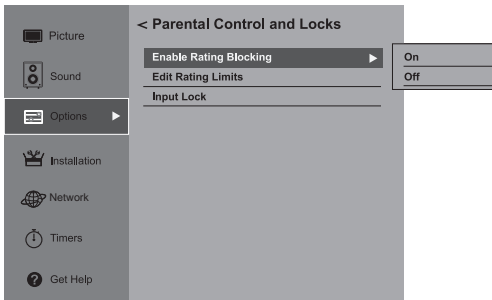 Picture
Sound
Options
Installation
Network
Timers
Get Help
< Parental Control and Locks
Enable Rating Blocking
Edit Rating Limits
Input Lock
On
Off